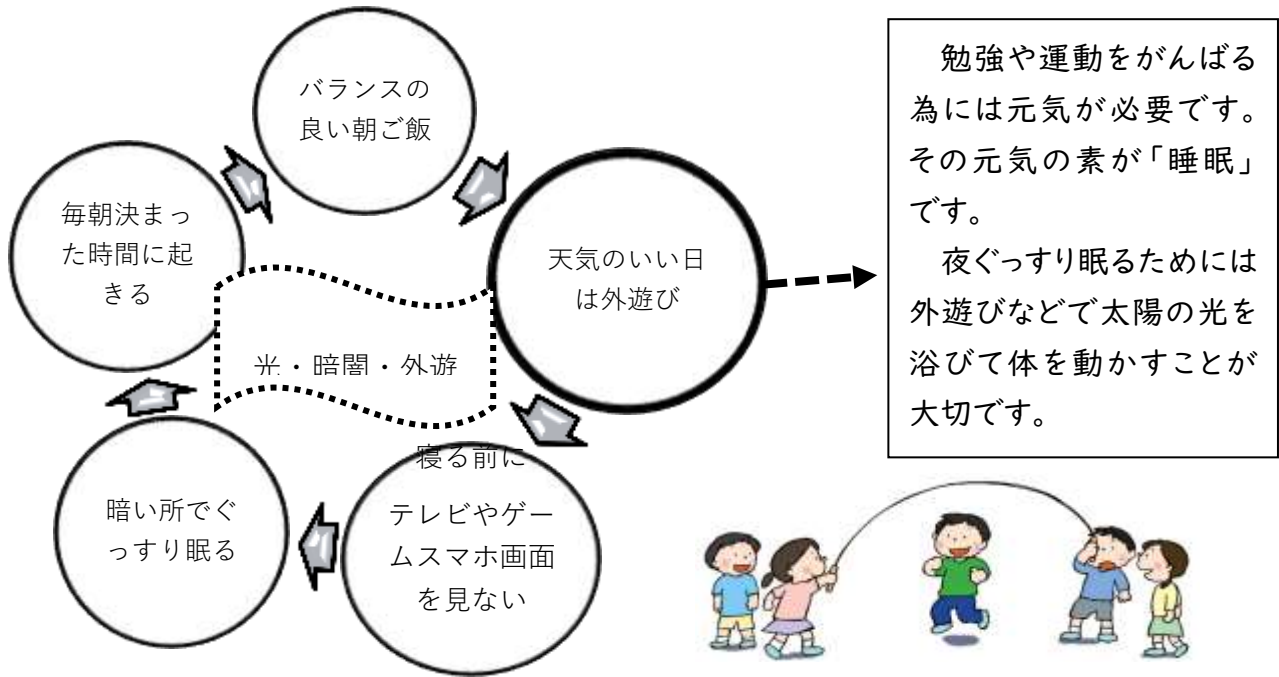 バランスの
良い朝ご飯
毎朝決まっ
た時間に起
きる
天気のいい日
は外遊び
光・暗闇・外遊
寝る前に
テレビやゲー
ムスマホ画面
を見ない
暗い所でぐ
っすり眠る
勉強や運動をがんばる
為には元気が必要です。
その元気の素が「睡眠」
です。
夜ぐっすり眠るためには
外遊びなどで太陽の光を
浴びて体を動かすことが
大切です。